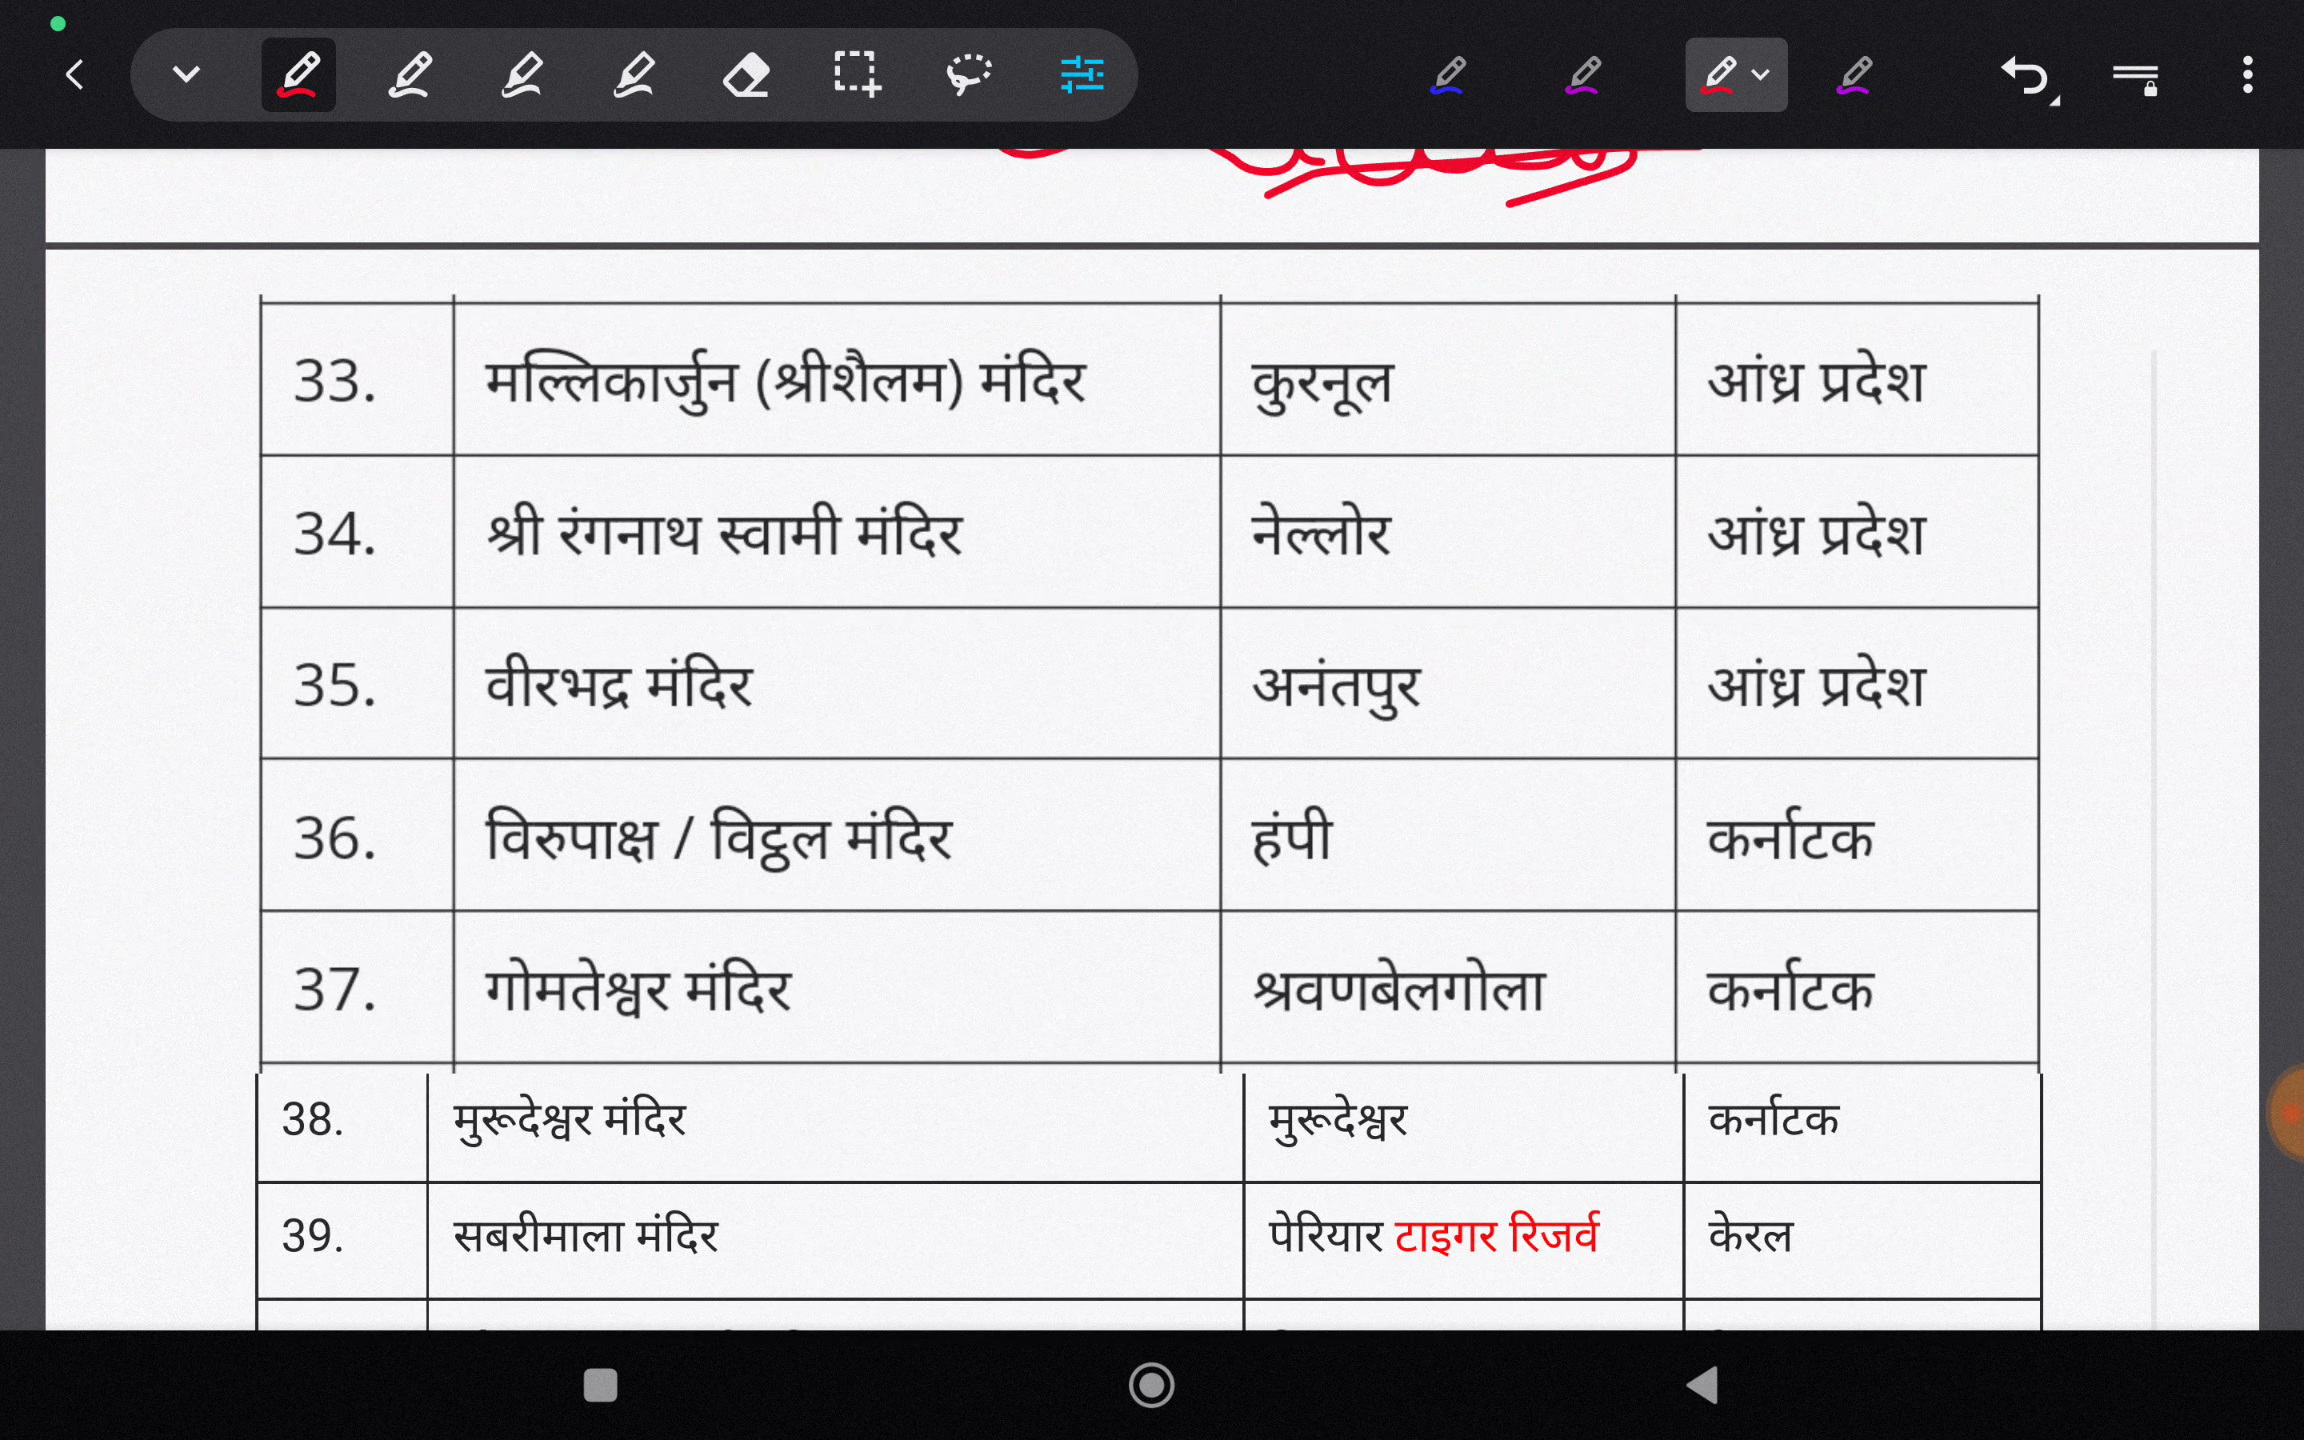 33. मल्लिकार्जुन (श्रीशैलम) मंदिर कुरनूल आंध्र प्रदेश
34. श्री रंगनाथ स्वामी मंदिर नेल्लोर आंध्र प्रदेश
35. वीरभद्र मंदिर अनंतपुर आंध्र प्रदेश
36. विरुपाक्ष / विट्ठल मंदिर हंपी कर्नाटक
37. गोमतेश्वर मंदिर श्रवणबेलगोला कर्नाटक
38. मुरूदेश्वर मंदिर मुरूदेश्वर कर्नाटक
39. सबरीमाला मंदिर पेरियार टाइगर रिजर्व केरल